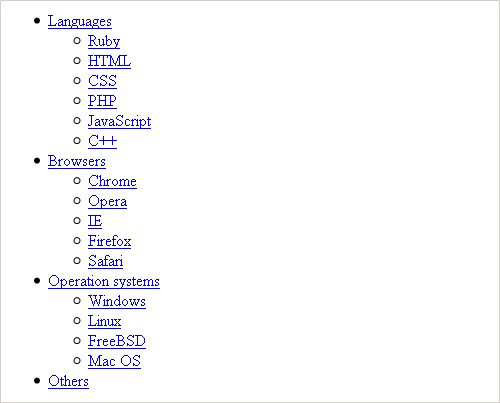 Languages
Ruby
HTML
CSS
PHP
JavaScript
C++
Browsers
Chrome
Opera
IE
Firefox
Safari
Operation systems
Windows
Linux
FreeBSD
Mac OS
Others